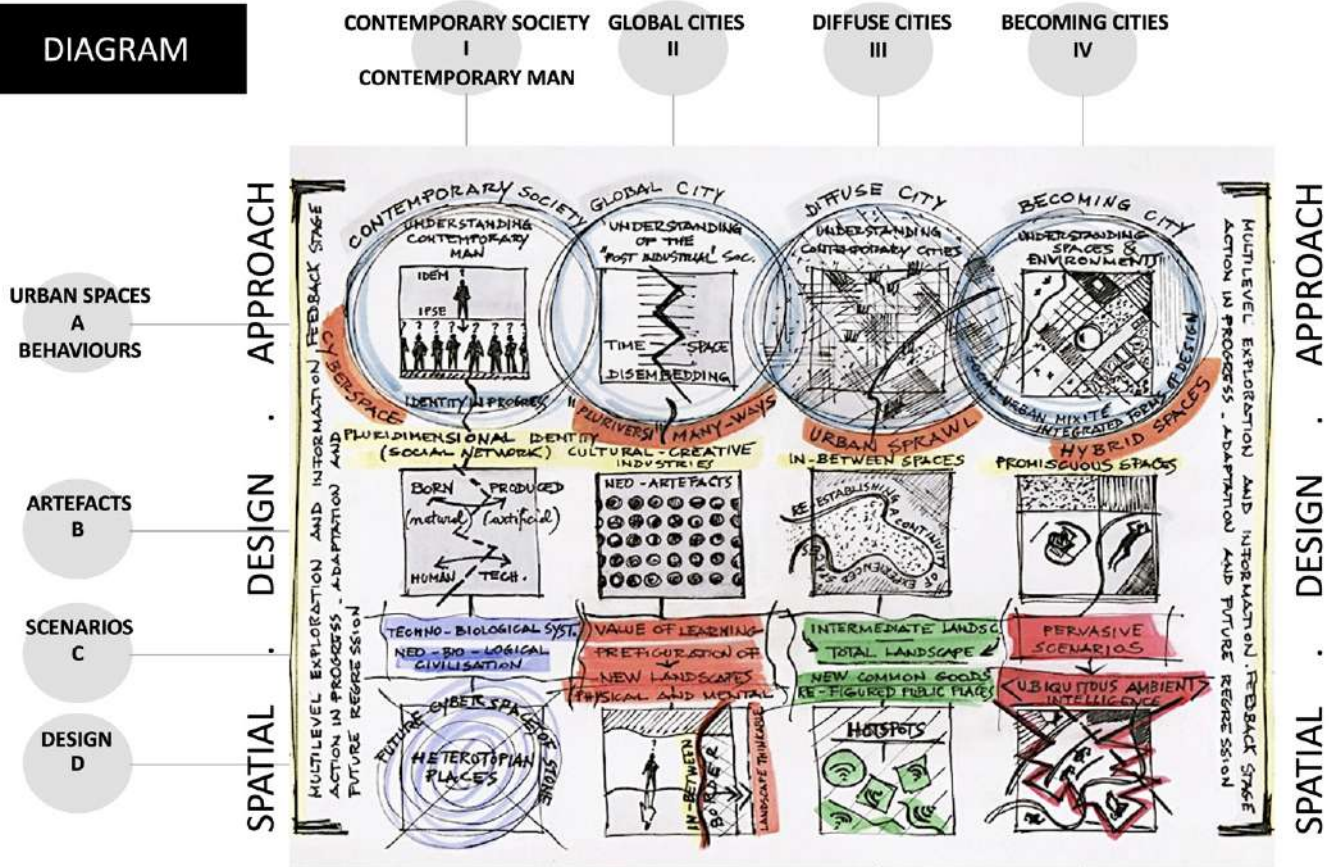 DIAGRAM
CONTEMPORARY SOCIETY
I
CONTEMPORARY MAN
GLOBAL CITIES
II
DIFFUSE CITIES
III
BECOMING CITIES
IV
URBAN SPACES
A
BEHAVIOURS
ARTEFACTS
B
SCENARIOS
C
DESIGN
D
SPATIAL . DESIGN . APPROACH
MULTILEVEL EXPLORATION AND INFORMATION FEEDBACK STAGE
ACTION IN PROGRESS. ADAPTATION AND
FUTURE REGRESSION
CONTEMPORARY SOCIETY
UNDERSTANDING
CONTEMPORARY
MAN
IDEM
IPSE
IDENTITY IN PROGRESS
CYBERSPACE
GLOBAL CITY
"UNDERSTANDING
OF THE
"POST INDUSTRIAL" SOC.
TIME SPACE
DISEMBEDDING
"PLURIVERSI" MANY-WAYS
DIFFUSE CITY
UNDERSTANDING
CONTEMPORARY CITIES
URBAN SPRAWL
BECOMING CITY
UNDERSTANDING
SPACES &
ENVIRONMENTS
URBAN MIXITE
INTEGRATED FORMS OF DESIGN
HYBRID SPACES
PLURIDIMENSIONAL IDENTITY
(SOCIAL NETWORK)
CULTURAL-CREATIVE
INDUSTRIES
IN-BETWEEN SPACES
PROMISCUOUS SPACES
BORN PRODUCED
(natural) (artificial)
HUMAN TECH.
NEO-ARTEFACTS
RE-ESTABLISHING
A CONTINUITY
OF EXPERIENCES
SPACES
TECHNO-BIOLOGICAL SYST.
NEO-BIO-LOGICAL
CIVILISATION
VALUE OF LEARNING
PREFIGURATION OF
NEW LANDSCAPES
PHYSICAL AND MENTAL
INTERMEDIATE LANDSC
TOTAL LANDSCAPE
NEW COMMON GOODS
RE-FIGURED PUBLIC PLACES
PERVASIVE
SCENARIOS
UBIQUITOUS AMBIENT
INTELLIGENCE
FUTURE CYBER SPACES OF STONE
HETEROTOPIAN
PLACES
IN-BETWEEN
BORDER
LANDSCAPE THINKABLE
HOTSPOTS
MULTILEVEL EXPLORATION AND INFORMATION. FEEDBACK STAGE
ACTION IN PROGRESS. ADAPTATION AND FUTURE REGRESSION
SPATIAL . DESIGN . APPROACH